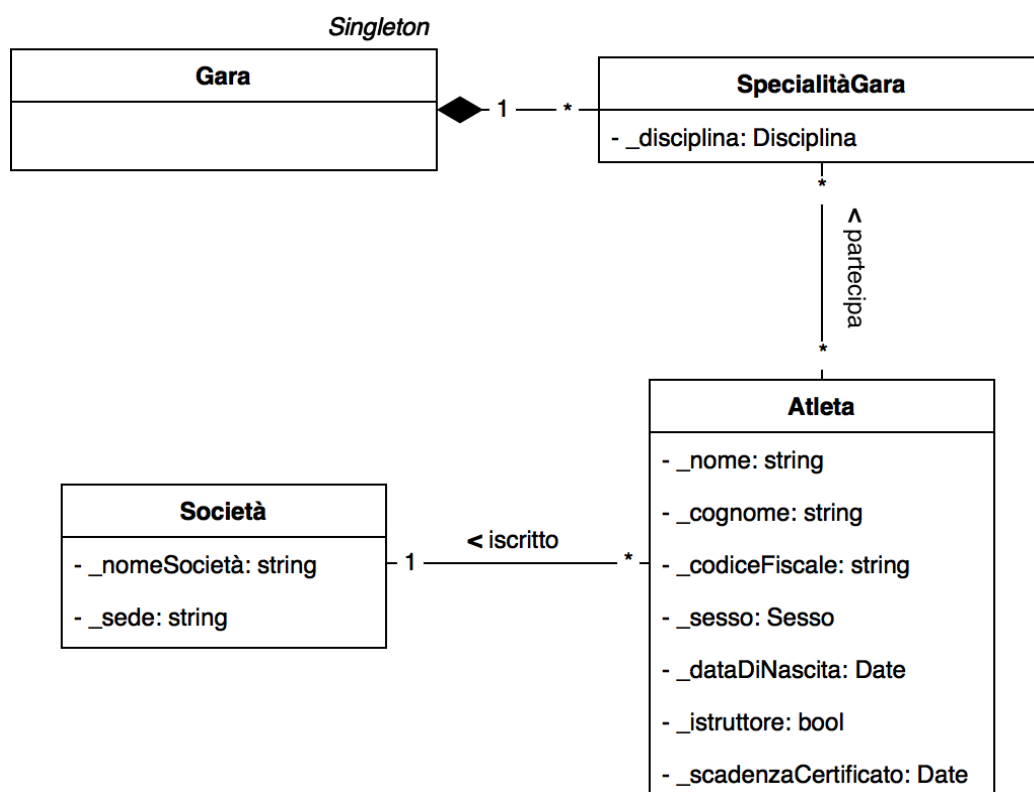 Singleton
Gara
1
*
SpecialitàGara
- _disciplina: Disciplina
*
< partecipa
*
Società
- _nomeSocietà: string
- _sede: string
1
< iscritto
*
Atleta
- _nome: string
- _cognome: string
- _codiceFiscale: string
- _sesso: Sesso
- _dataDiNascita: Date
- _istruttore: bool
- _scadenzaCertificato: Date